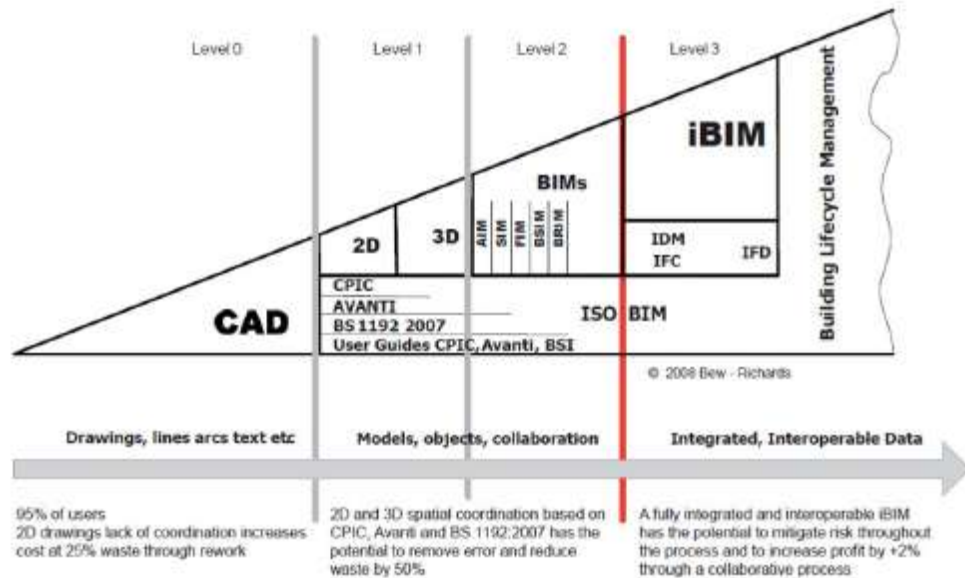 Level 0
Level 1
Level 2
Level 3
iBIM
BIMs
2D
3D
AIM
SIM
FIM
BSIM
BRIM
IDM
IFC
IFD
Building Lifecycle Management
CAD
CPIC
AVANTI
BS 1192 2007
User Guides CPIC, Avanti, BSI
ISO BIM
© 2008 Bew - Richards
Drawings, lines arcs text etc
Models, objects, collaboration
Integrated, Interoperable Data
95% of users
2D drawings lack of coordination increases
cost at 25% waste through rework
2D and 3D spatial coordination based on
CPIC, Avanti and BS 1192:2007 has the
potential to remove error and reduce
waste by 50%
A fully integrated and interoperable iBIM
has the potential to mitigate risk throughout
the process and to increase profit by +2%
through a collaborative process